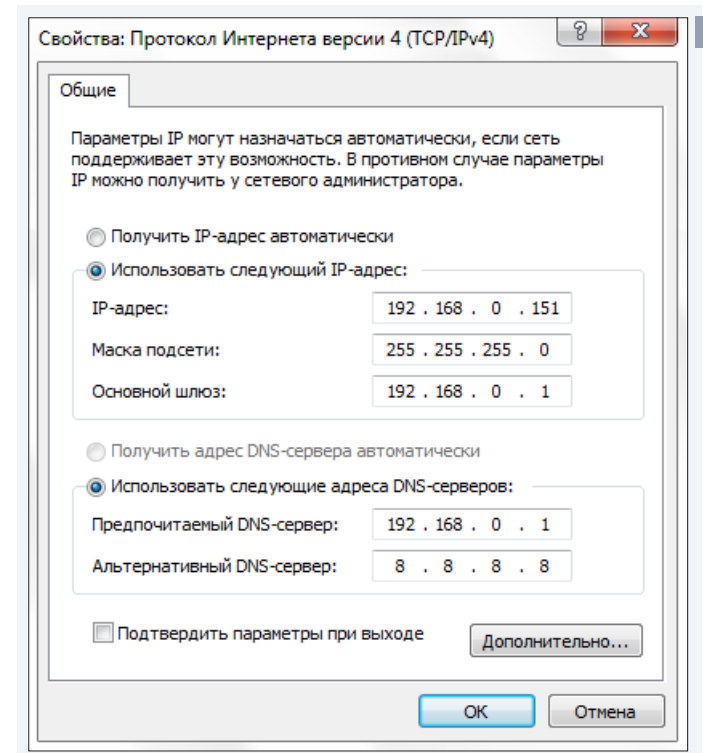 Свойства: Протокол Интернета версии 4 (TCP/IPv4)
Общие
Параметры IP могут назначаться автоматически, если сеть
поддерживает эту возможность. В противном случае параметры
IP можно получить у сетевого администратора.
Получить IP-адрес автоматически
Использовать следующий IP-адрес:
IP-адрес: 192 . 168 . 0 . 151
Маска подсети: 255 . 255 . 255 . 0
Основной шлюз: 192 . 168 . 0 . 1
Получить адрес DNS-сервера автоматически
Использовать следующие адреса DNS-серверов:
Предпочитаемый DNS-сервер: 192 . 168 . 0 . 1
Альтернативный DNS-сервер: 8 . 8 . 8 . 8
Подтвердить параметры при выходе
Дополнительно...
ОК Отмена